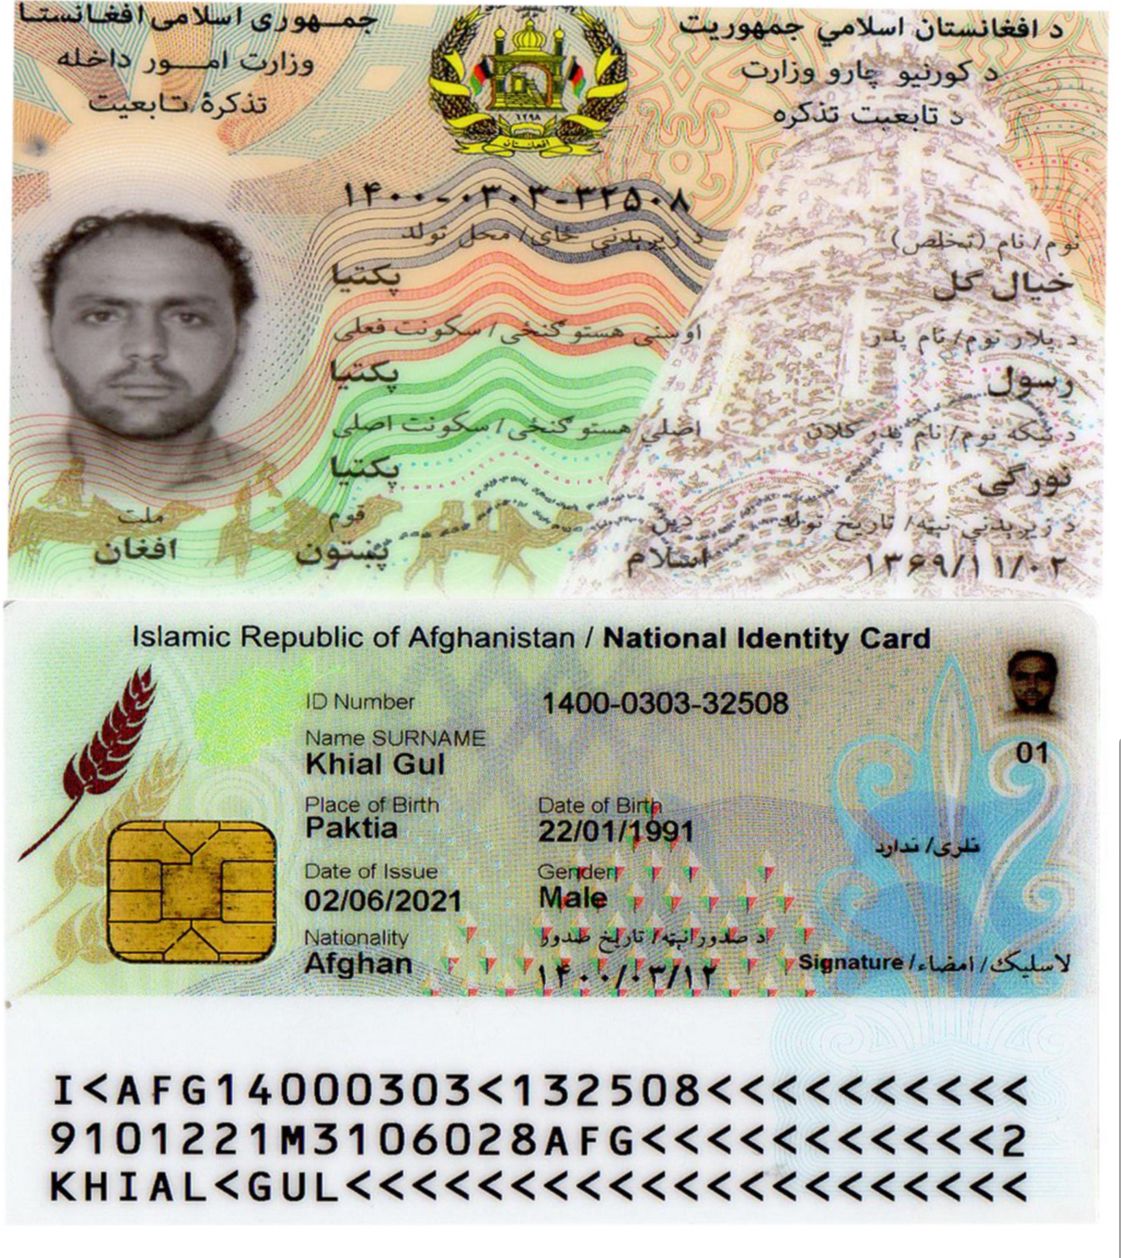 جمهوری اسلامی افغانستا
وزارت امور داخله
تذکرهٔ تابعیت
د افغانستان اسلامي جمهوریت
د کورنیو چارو وزارت
د تابعیت تذکره
۱۲۹۸
افغانستان
۱۴۰۰-۰۳۰۳-۳۲۵۰۸
نوم/ نام (تخلص)
خیال گل
د پلار نوم/ نام پدر
رسول
د نیکه نوم/ نام پدر کلان
نورگی
د زیږیدنې نېټه/ تاریخ تولد
۱۳۶۹/۱۱/۰۲
د زیږېدنې ځای/ محل تولد
پکتیا
اوسنی هستوګنځی/ سکونت فعلی
پکتیا
اصلي هستوګنځی/ سکونت اصلی
پکتیا
دین
اسلام
قوم
پښتون
ملت
افغان
Islamic Republic of Afghanistan / National Identity Card
ID Number 1400-0303-32508
Name SURNAME
Khial Gul
01
Place of Birth Date of Birth
Paktia 22/01/1991
نلري/ ندارد
Date of Issue Gender
02/06/2021 Male
Nationality د صدور نېټه/ تاریخ صدور
Afghan ۱۴۰۰/۰۳/۱۲
Signature/ لاسلیک/ امضاء
I<AFG14000303<132508<<<<<<<<<<
9101221M3106028AFG<<<<<<<<<<<2
KHIAL<GUL<<<<<<<<<<<<<<<<<<<<<